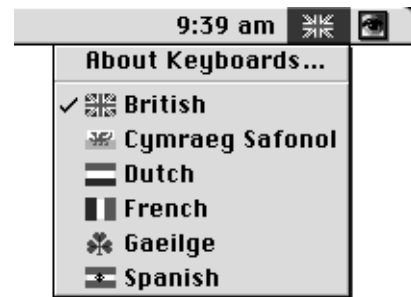 9:39 am
About Keyboards...
British
Cymraeg Safonol
Dutch
French
Gaeilge
Spanish